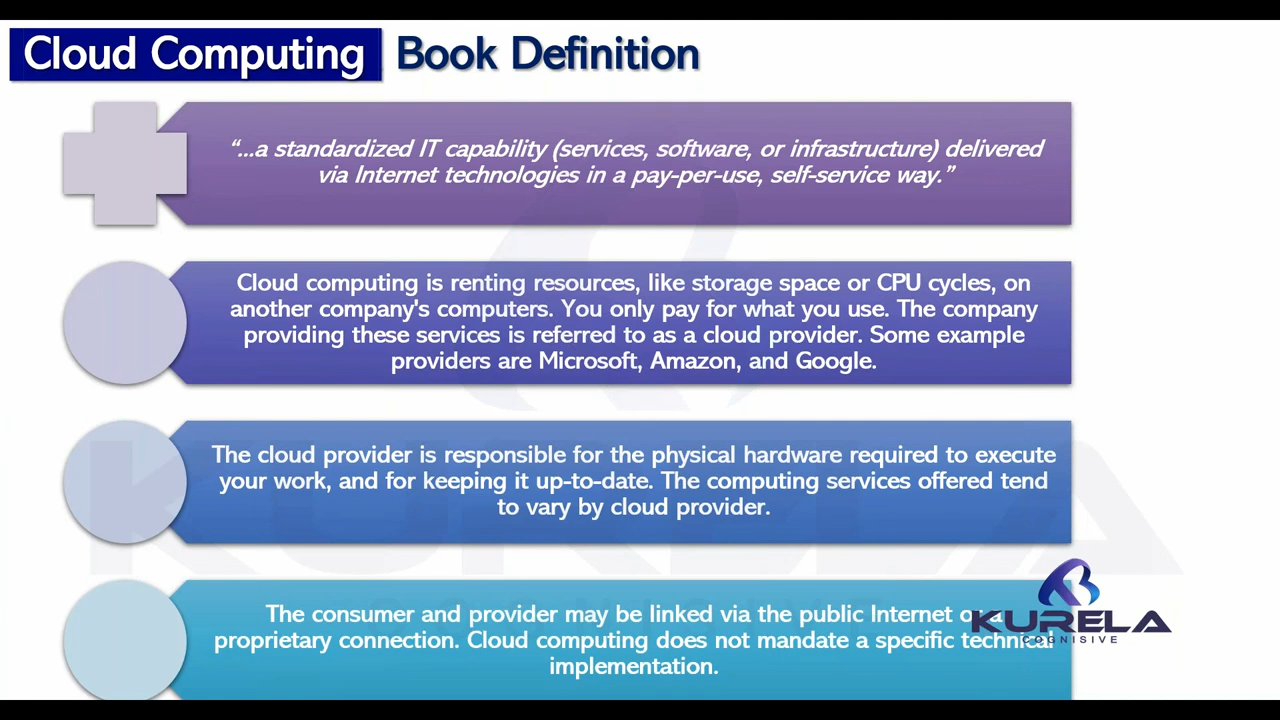 Cloud Computing Book Definition
“...a standardized IT capability (services, software, or infrastructure) delivered
via Internet technologies in a pay-per-use, self-service way.”
Cloud computing is renting resources, like storage space or CPU cycles, on
another company's computers. You only pay for what you use. The company
providing these services is referred to as a cloud provider. Some example
providers are Microsoft, Amazon, and Google.
The cloud provider is responsible for the physical hardware required to execute
your work, and for keeping it up-to-date. The computing services offered tend
to vary by cloud provider.
The consumer and provider may be linked via the public Internet or a
proprietary connection. Cloud computing does not mandate a specific technical
implementation.
KURELA
COGNISIVE